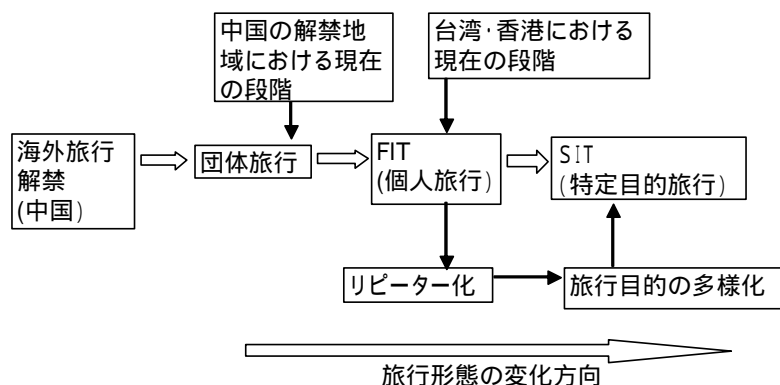 中国の解禁地
域における現在
の段階
台湾･香港における
現在の段階
海外旅行
解禁
(中国)
団体旅行
FIT
(個人旅行)
SIT
(特定目的旅行)
リピーター化
旅行目的の多様化
旅行形態の変化方向